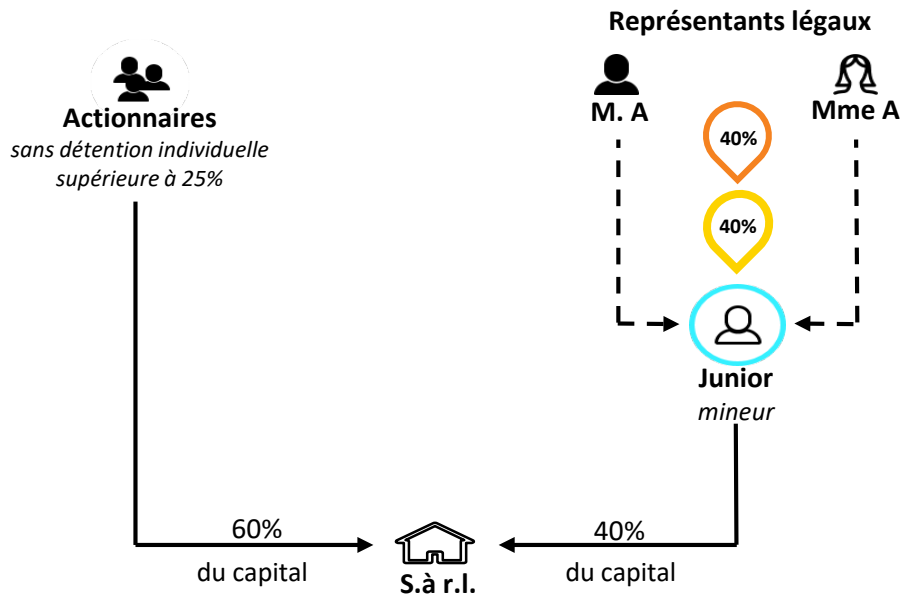 Représentants légaux
M. A
Mme A
Actionnaires
sans détention individuelle
supérieure à 25%
40%
40%
Junior
mineur
60%
du capital
40%
du capital
S.à r.l.